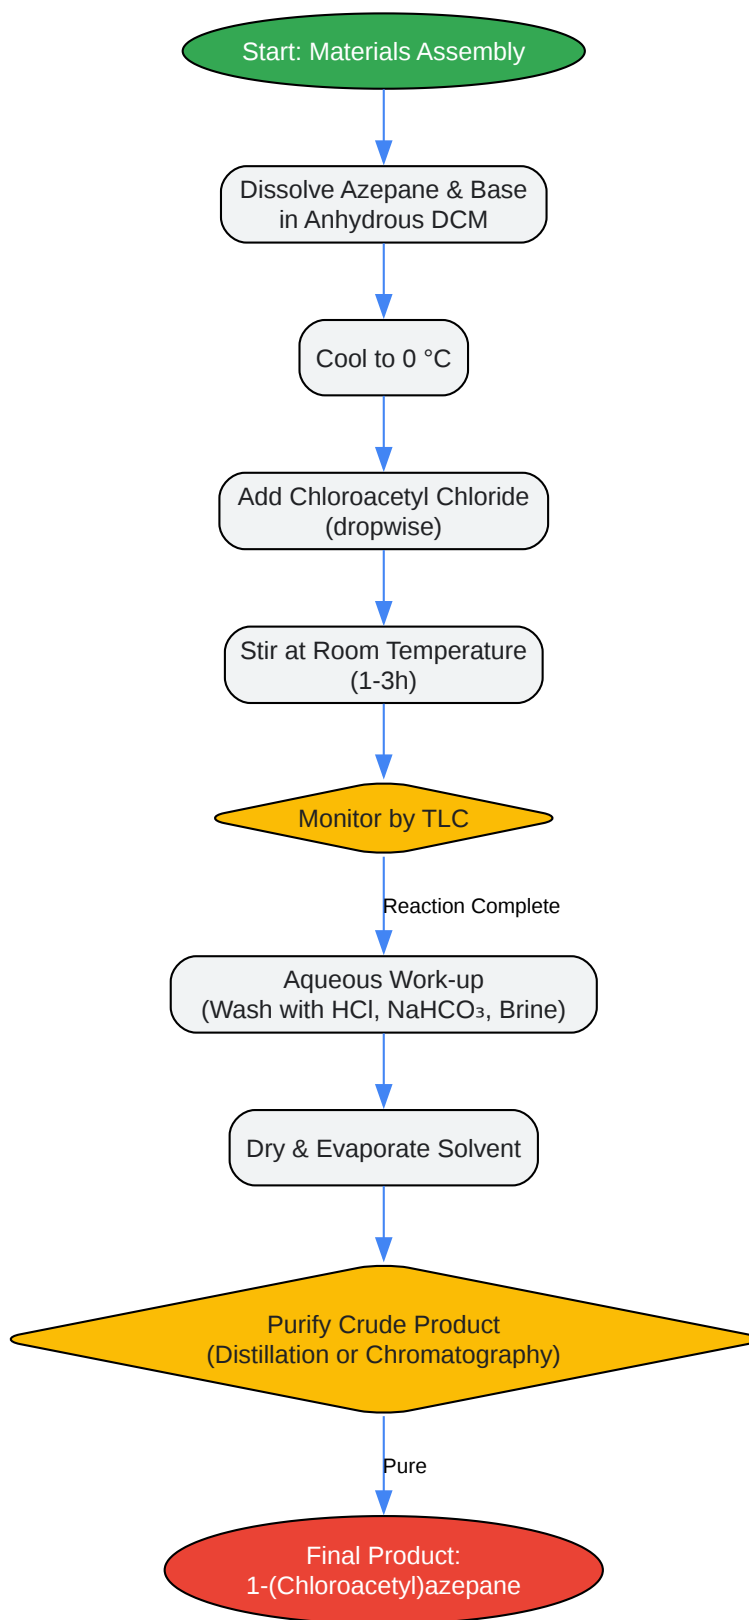 Start: Materials Assembly
Dissolve Azepane & Base
in Anhydrous DCM
Cool to 0 °C
Add Chloroacetyl Chloride
(dropwise)
Stir at Room Temperature
(1-3h)
Monitor by TLC
Reaction Complete
Aqueous Work-up
(Wash with HCl, NaHCO₃, Brine)
Dry & Evaporate Solvent
Purify Crude Product
(Distillation or Chromatography)
Pure
Final Product:
1-(Chloroacetyl)azepane